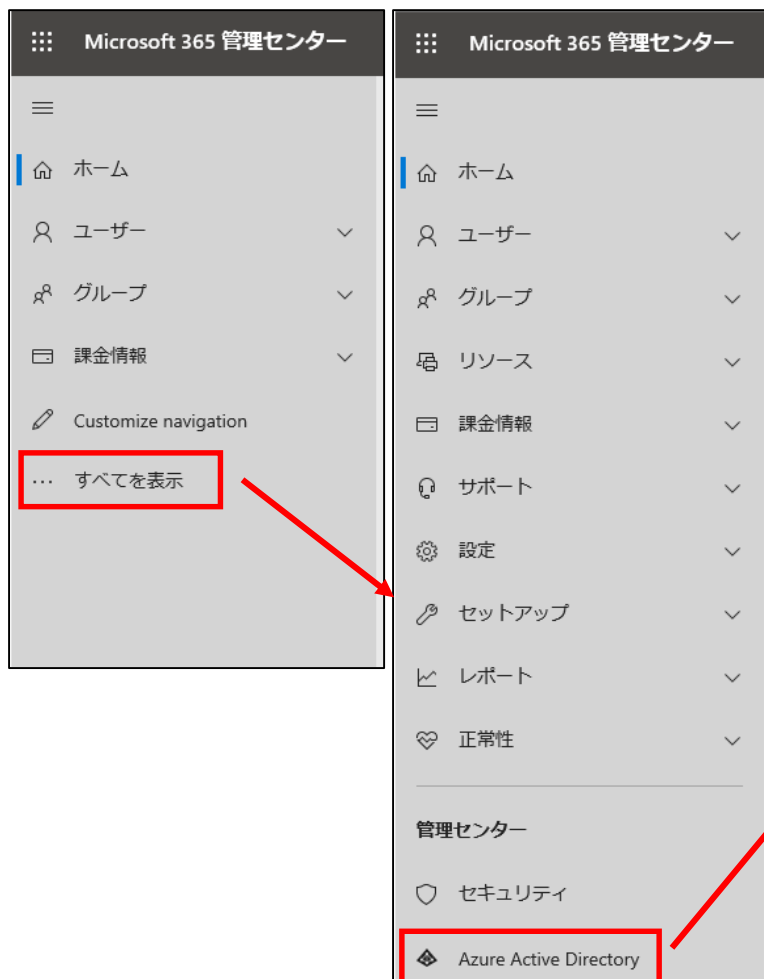 Microsoft 365 管理センター
ホーム
ユーザー
グループ
課金情報
Customize navigation
… すべてを表示
Microsoft 365 管理センター
ホーム
ユーザー
グループ
リソース
課金情報
サポート
設定
セットアップ
レポート
正常性
管理センター
セキュリティ
Azure Active Directory